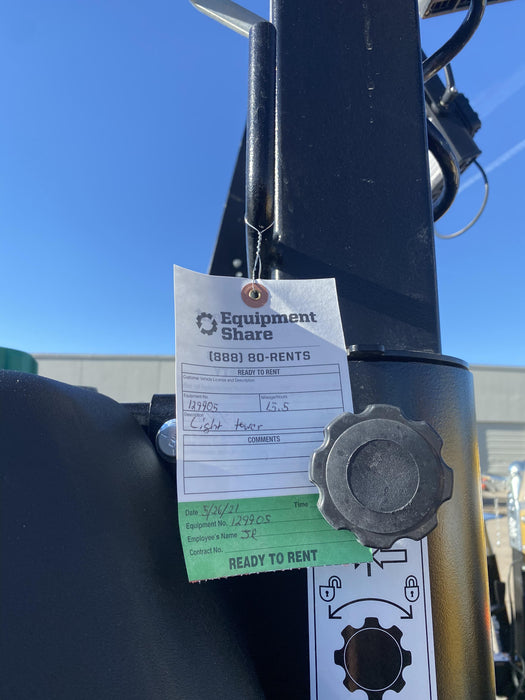 Equipment
Share
(888) 80-RENTS
READY TO RENT
Customer, Vehicle License and Description
Equipment No. Mileage/Hours
129905 15.5
Description
Light tower
COMMENTS
Date 5/26/21 Time
Equipment No. 129905
Employee's Name JR
Contract No.
READY TO RENT